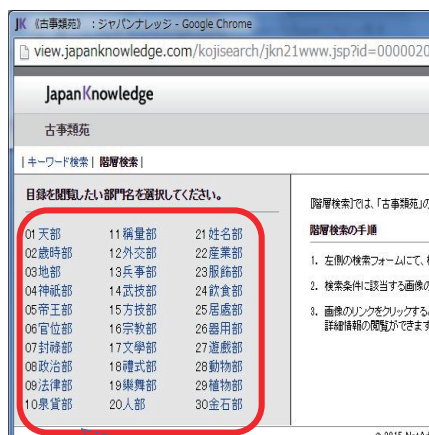 JK 《古事類苑》 : ジャパンナレッジ - Google Chrome
view.japanknowledge.com/kojisearch/jkn21www.jsp?id=0000020
JapanKnowledge
古事類苑
| キーワード検索 | 階層検索 |
目録を閲覧したい部門名を選択してください。
01 天部 11 稱量部 21 姓名部
02 歳時部 12 外交部 22 産業部
03 地部 13 兵事部 23 服飾部
04 神祇部 14 武技部 24 飲食部
05 帝王部 15 方技部 25 居處部
06 官位部 16 宗教部 26 器用部
07 封祿部 17 文學部 27 遊戲部
08 政治部 18 禮式部 28 動物部
09 法律部 19 樂舞部 29 植物部
10 泉貨部 20 人部 30 金石部
[階層検索]では、「古事類苑」の
階層検索の手順
1. 左側の検索フォームにて、
2. 検索条件に該当する画像の
3. 画像のリンクをクリックする
詳細情報の閲覧ができます